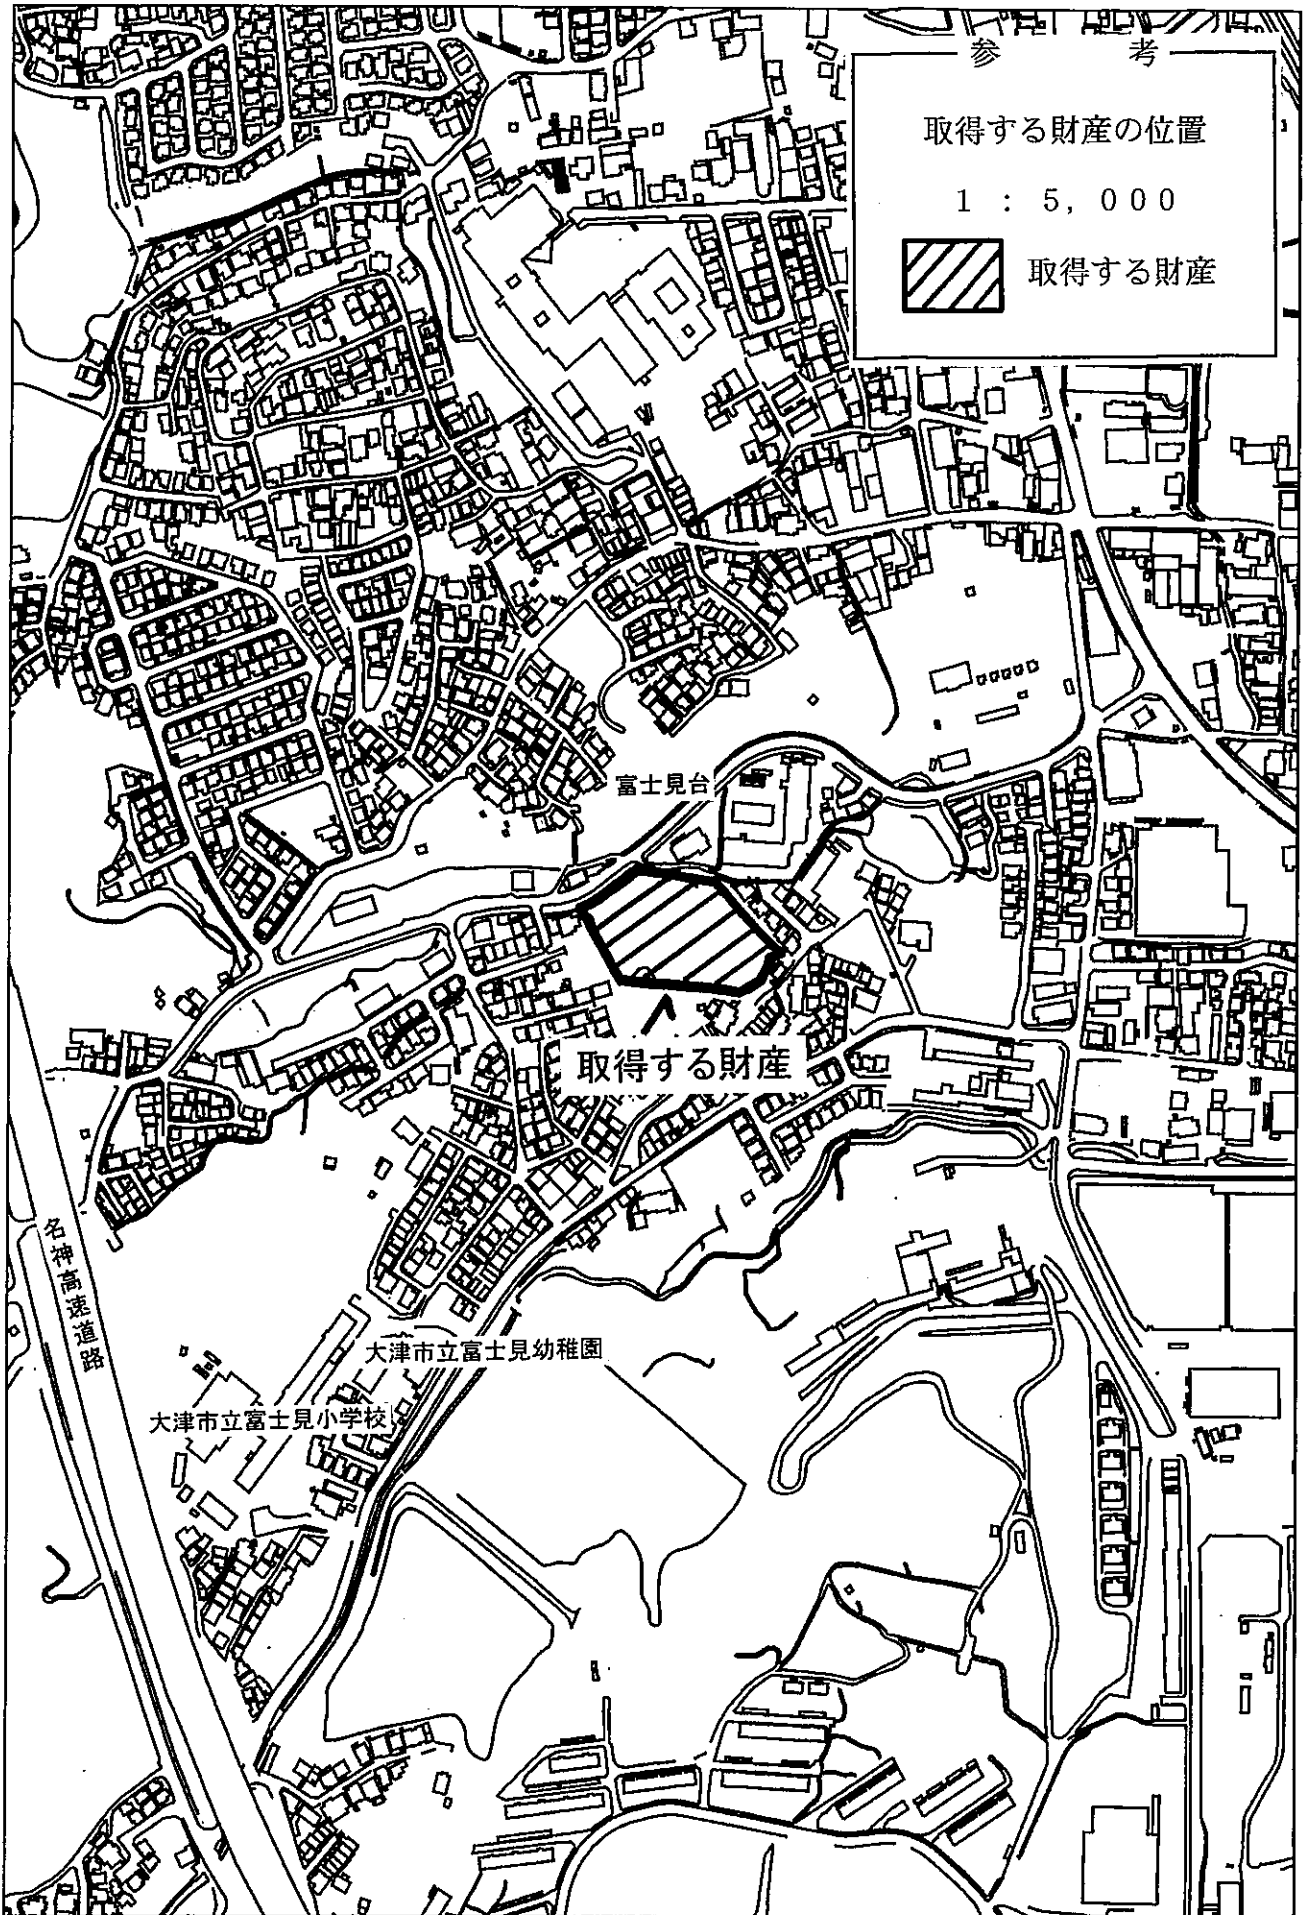 参 考
取得する財産の位置
1 : 5,000
取得する財産
富士見台
取得する財産
名神高速道路
大津市立富士見幼稚園
大津市立富士見小学校